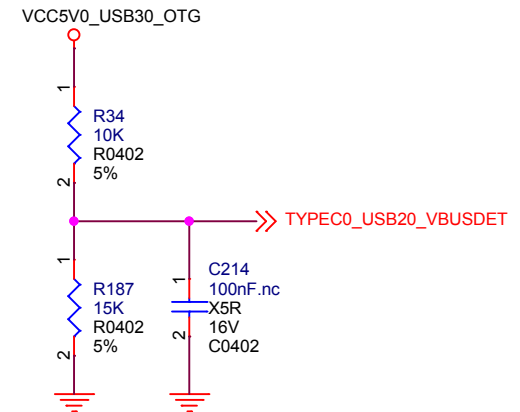 VCC5V0_USB30_OTG
1
R34
10K
R0402
5%
2
TYPEC0_USB20_VBUSDET
1
R187
15K
R0402
5%
2
1
C214
100nF.nc
X5R
16V
C0402
2